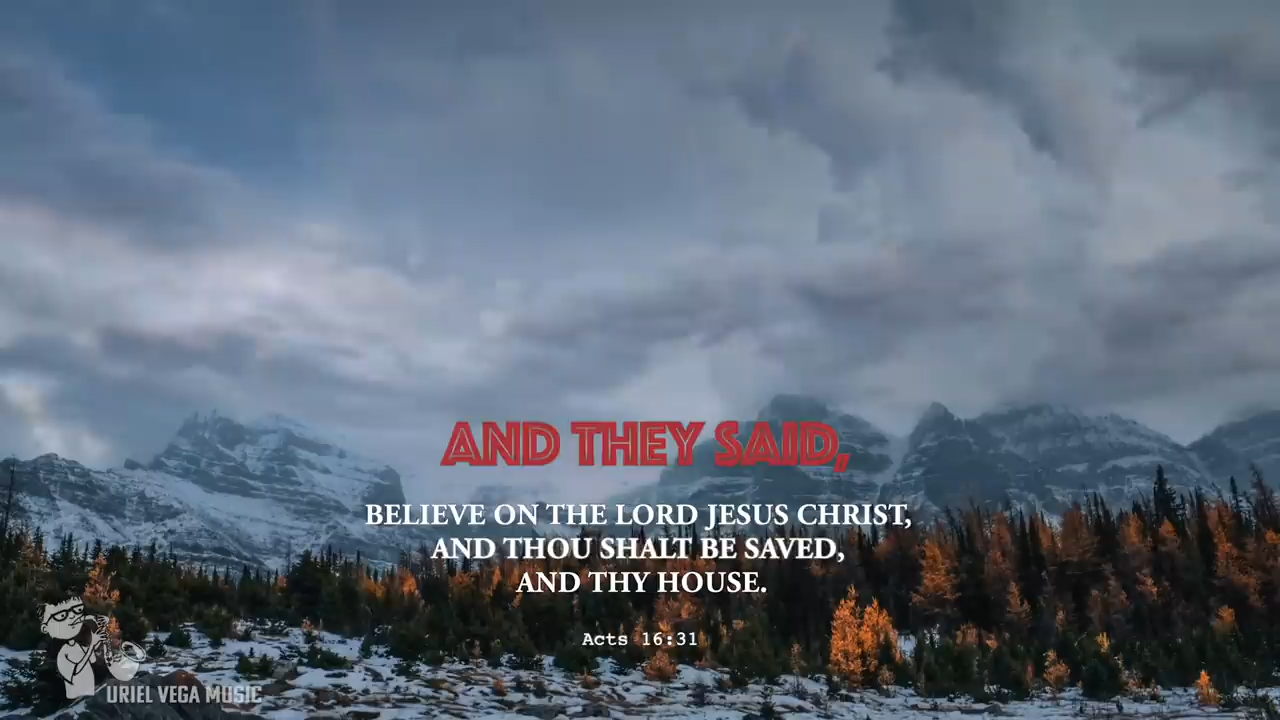 AND THEY SAID,
BELIEVE ON THE LORD JESUS CHRIST,
AND THOU SHALT BE SAVED,
AND THY HOUSE.
Acts 16:31
URIEL VEGA MUSIC